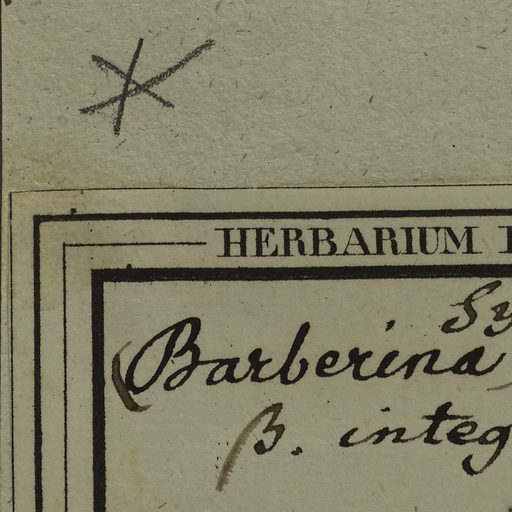 HERBARIUM
Sy
(Barberina
β. integ